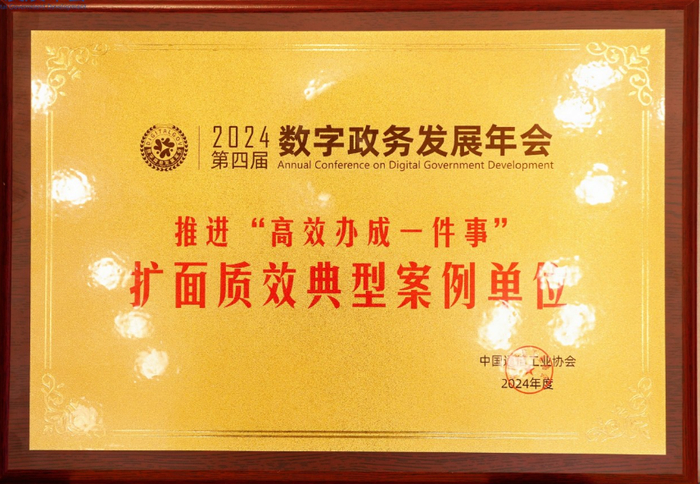 2024
第四届
数字政务发展年会
Annual Conference on Digital Government Development
推进“高效办成一件事”
扩面质效典型案例单位
中国 工业协会
2024年度